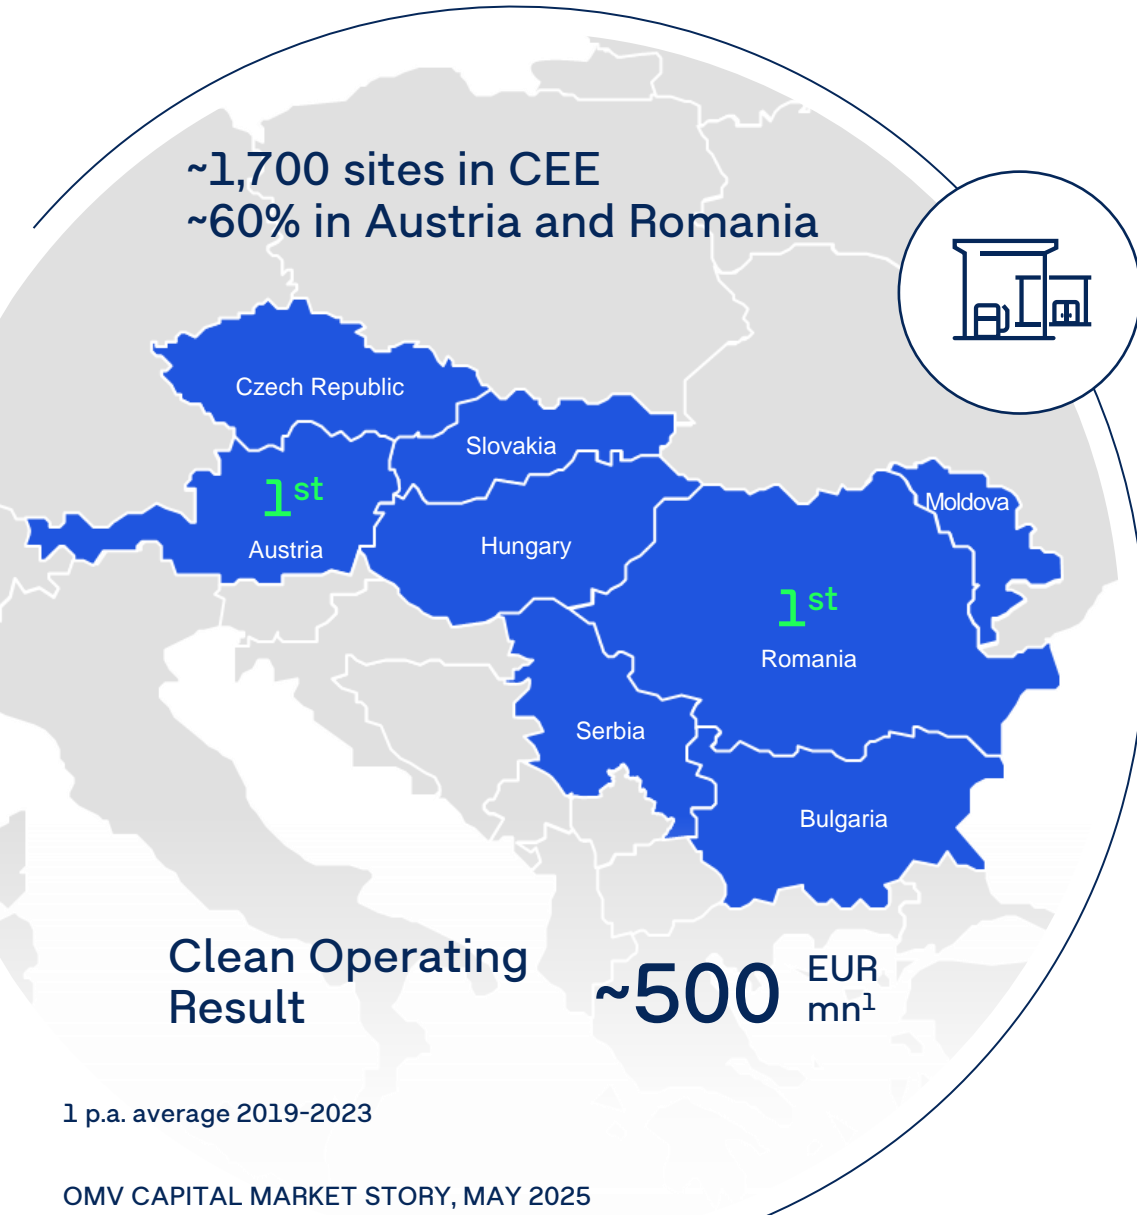 ~1,700 sites in CEE
~60% in Austria and Romania
Czech Republic
Slovakia
1st
Austria
Hungary
Moldova
1st
Romania
Serbia
Bulgaria
Clean Operating
Result
~500 EUR
mn¹
1 p.a. average 2019-2023
OMV CAPITAL MARKET STORY, MAY 2025